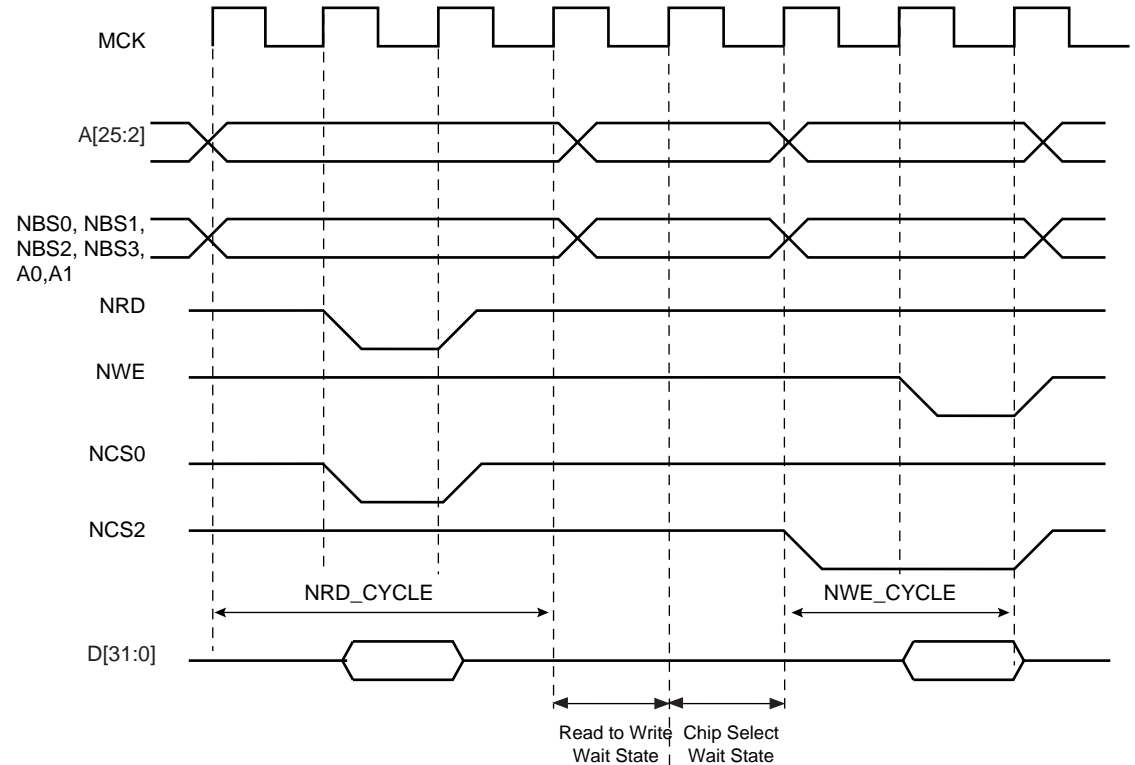 MCK
A[25:2]
NBS0, NBS1,
NBS2, NBS3,
A0,A1
NRD
NWE
NCS0
NCS2
NRD_CYCLE NWE_CYCLE
D[31:0]
Read to Write Chip Select
Wait State Wait State